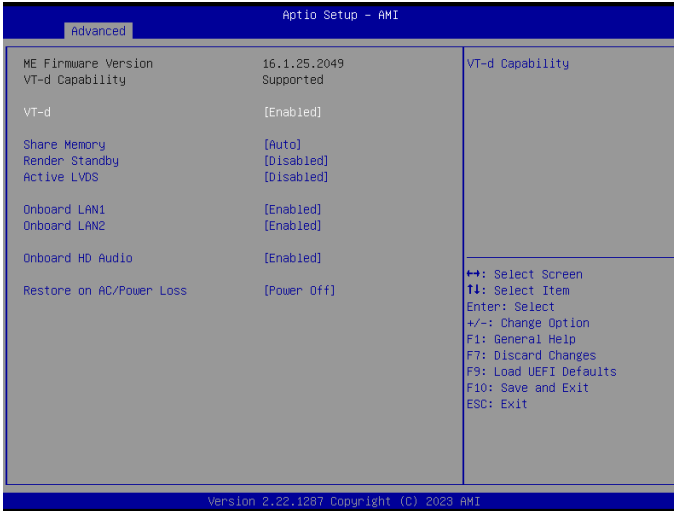 Aptio Setup – AMI
Advanced
ME Firmware Version 16.1.25.2049
VT-d Capability Supported
VT-d [Enabled]
Share Memory [Auto]
Render Standby [Disabled]
Active LVDS [Disabled]
Onboard LAN1 [Enabled]
Onboard LAN2 [Enabled]
Onboard HD Audio [Enabled]
Restore on AC/Power Loss [Power Off]
VT-d Capability
↔: Select Screen
↑↓: Select Item
Enter: Select
+/-: Change Option
F1: General Help
F7: Discard Changes
F9: Load UEFI Defaults
F10: Save and Exit
ESC: Exit
Version 2.22.1287 Copyright (C) 2023 AMI